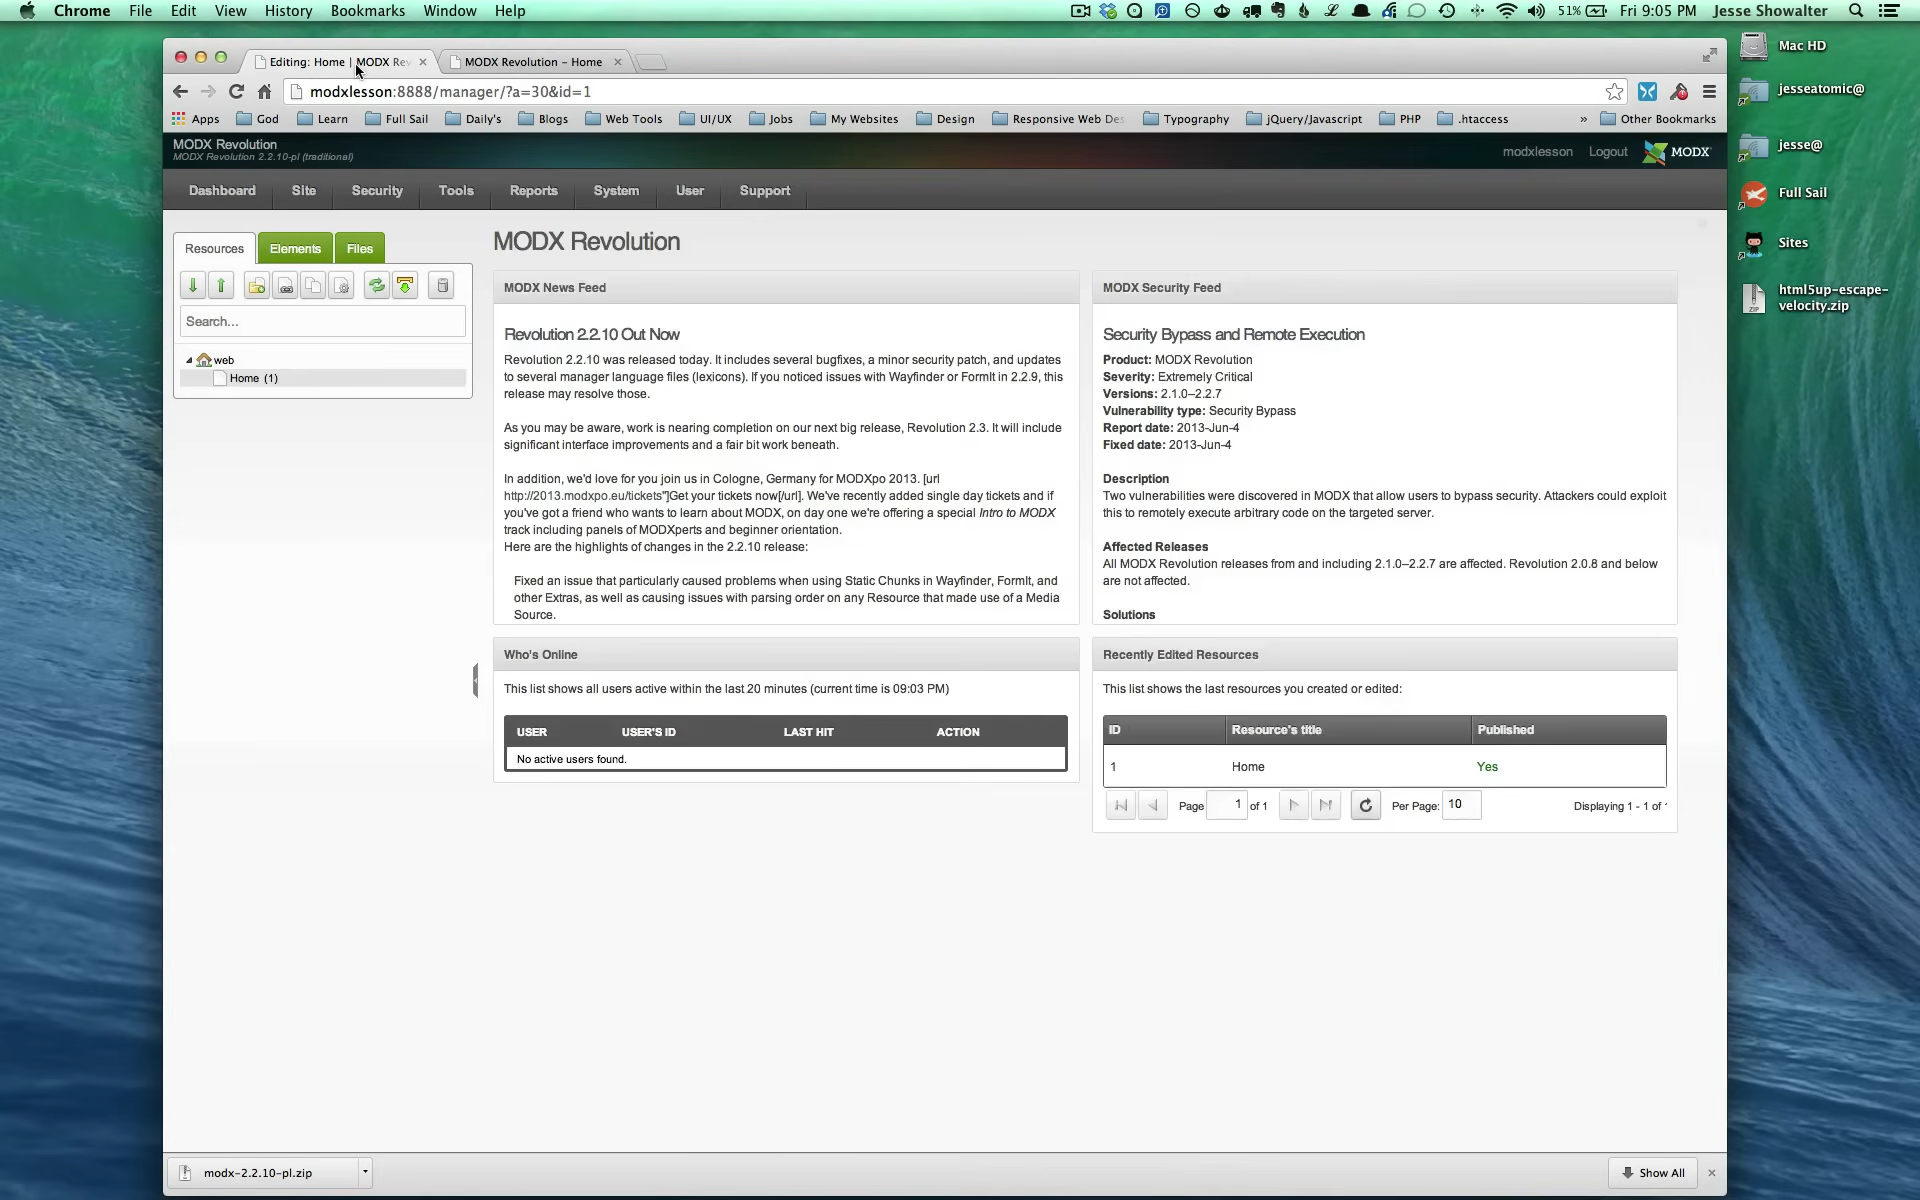 Chrome File Edit View History Bookmarks Window Help 51% Fri 9:05 PM Jesse Showalter
Editing: Home | MODX Rev
MODX Revolution – Home
modxlesson:8888/manager/?a=30&id=1
Apps God Learn Full Sail Daily's Blogs Web Tools UI/UX Jobs My Websites Design Responsive Web De Typography jQuery/Javascript PHP .htaccess » Other Bookmarks
MODX Revolution
MODX Revolution 2.2.10-pl (traditional)
modxlesson Logout MODX
Dashboard Site Security Tools Reports System User Support
Resources Elements Files
Search...
web
Home (1)
MODX Revolution
MODX News Feed
Revolution 2.2.10 Out Now
Revolution 2.2.10 was released today. It includes several bugfixes, a minor security patch, and updates
to several manager language files (lexicons). If you noticed issues with Wayfinder or FormIt in 2.2.9, this
release may resolve those.
As you may be aware, work is nearing completion on our next big release, Revolution 2.3. It will include
significant interface improvements and a fair bit work beneath.
In addition, we'd love for you join us in Cologne, Germany for MODXpo 2013. [url
http://2013.modxpo.eu/tickets"]Get your tickets now[/url]. We've recently added single day tickets and if
you've got a friend who wants to learn about MODX, on day one we're offering a special Intro to MODX
track including panels of MODXperts and beginner orientation.
Here are the highlights of changes in the 2.2.10 release:
Fixed an issue that particularly caused problems when using Static Chunks in Wayfinder, FormIt, and
other Extras, as well as causing issues with parsing order on any Resource that made use of a Media
Source.
MODX Security Feed
Security Bypass and Remote Execution
Product: MODX Revolution
Severity: Extremely Critical
Versions: 2.1.0–2.2.7
Vulnerability type: Security Bypass
Report date: 2013-Jun-4
Fixed date: 2013-Jun-4
Description
Two vulnerabilities were discovered in MODX that allow users to bypass security. Attackers could exploit
this to remotely execute arbitrary code on the targeted server.
Affected Releases
All MODX Revolution releases from and including 2.1.0–2.2.7 are affected. Revolution 2.0.8 and below
are not affected.
Solutions
Who's Online
This list shows all users active within the last 20 minutes (current time is 09:03 PM)
USER USER'S ID LAST HIT ACTION
No active users found.
Recently Edited Resources
This list shows the last resources you created or edited:
ID Resource's title Published
1 Home Yes
Page 1 of 1 Per Page: 10 Displaying 1 - 1 of
modx-2.2.10-pl.zip
Show All
Mac HD
jesseatomic@
jesse@
Full Sail
Sites
html5up-escape-
velocity.zip
ZIP